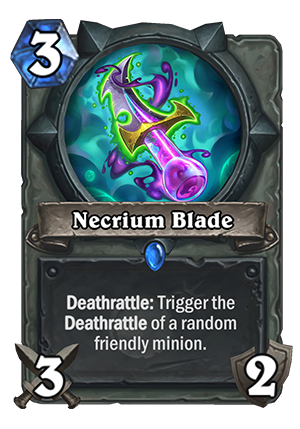 3
Necrium Blade
Deathrattle: Trigger the
Deathrattle of a random
friendly minion.
3
2